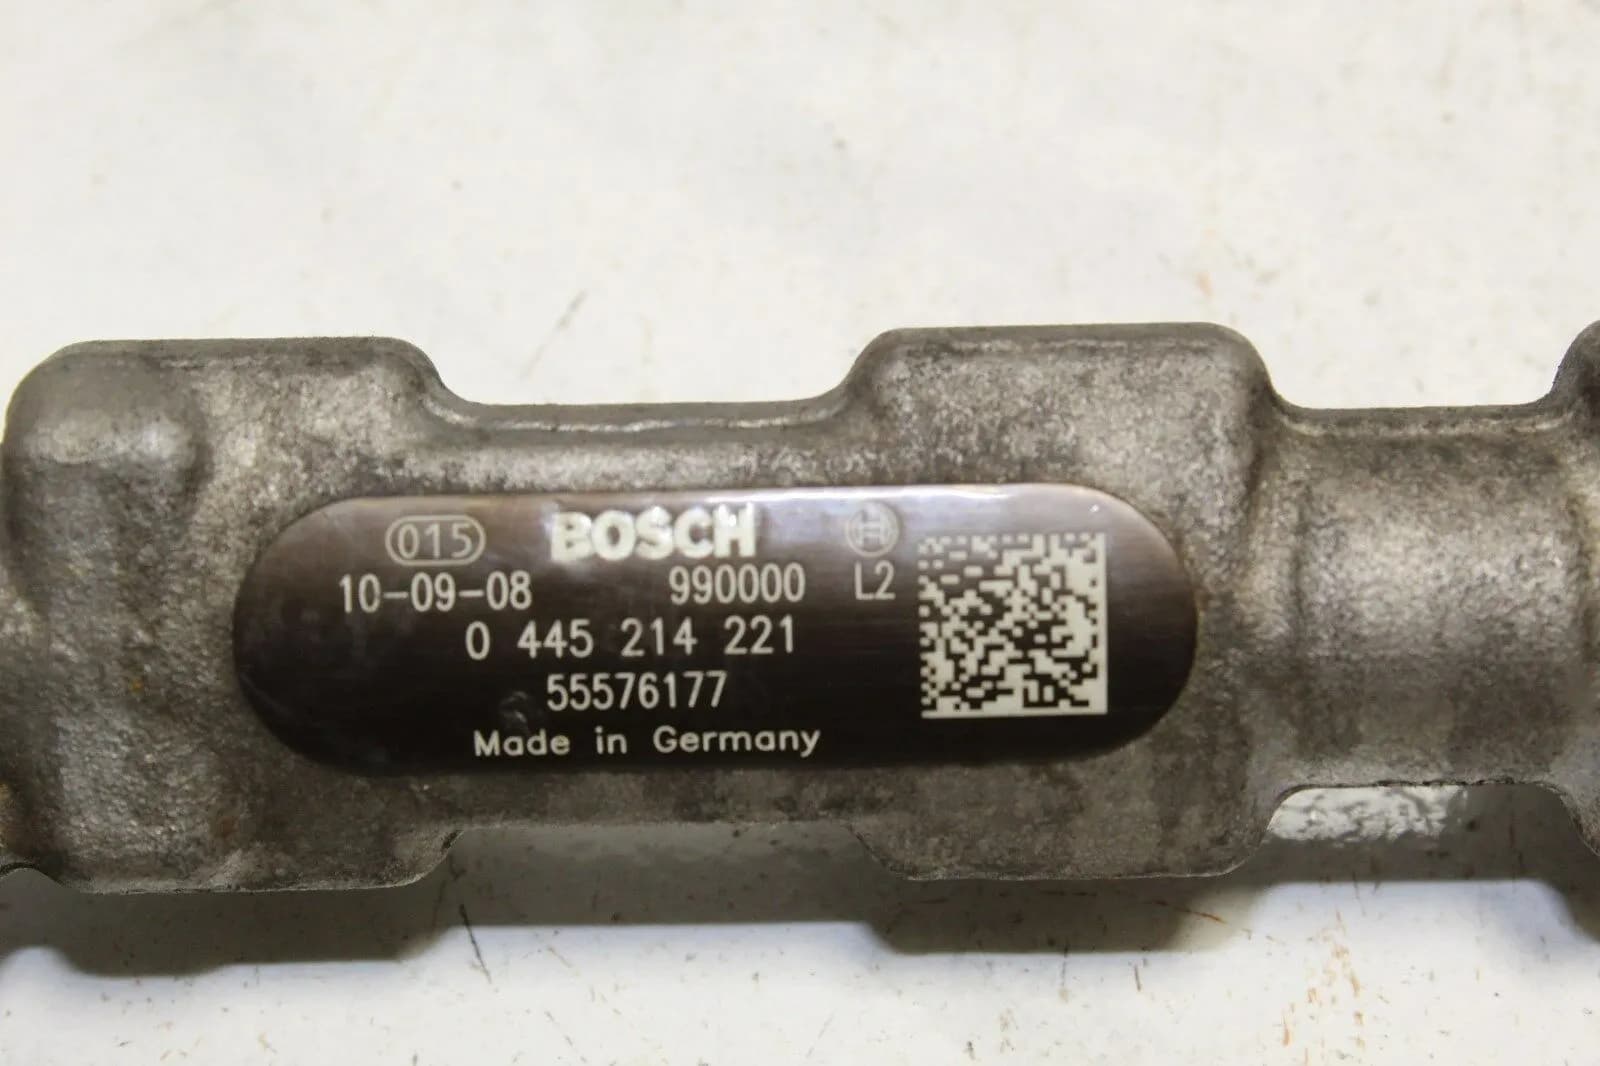 015 BOSCH
10-09-08 990000 L2
0 445 214 221
55576177
Made in Germany